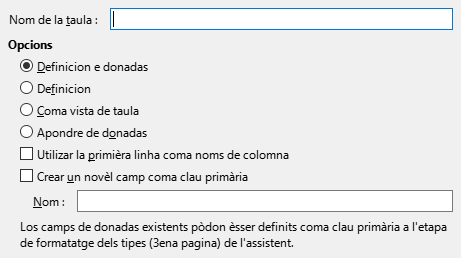 Nom de la taula :
Opcions
Definicion e donadas
Definicion
Coma vista de taula
Apondre de donadas
Utilizar la primièra linha coma noms de colomna
Crear un novèl camp coma clau primària
Nom :
Los camps de donadas existents pòdon èsser definits coma clau primària a l'etapa
de formatatge dels tipes (3ena pagina) de l'assistent.